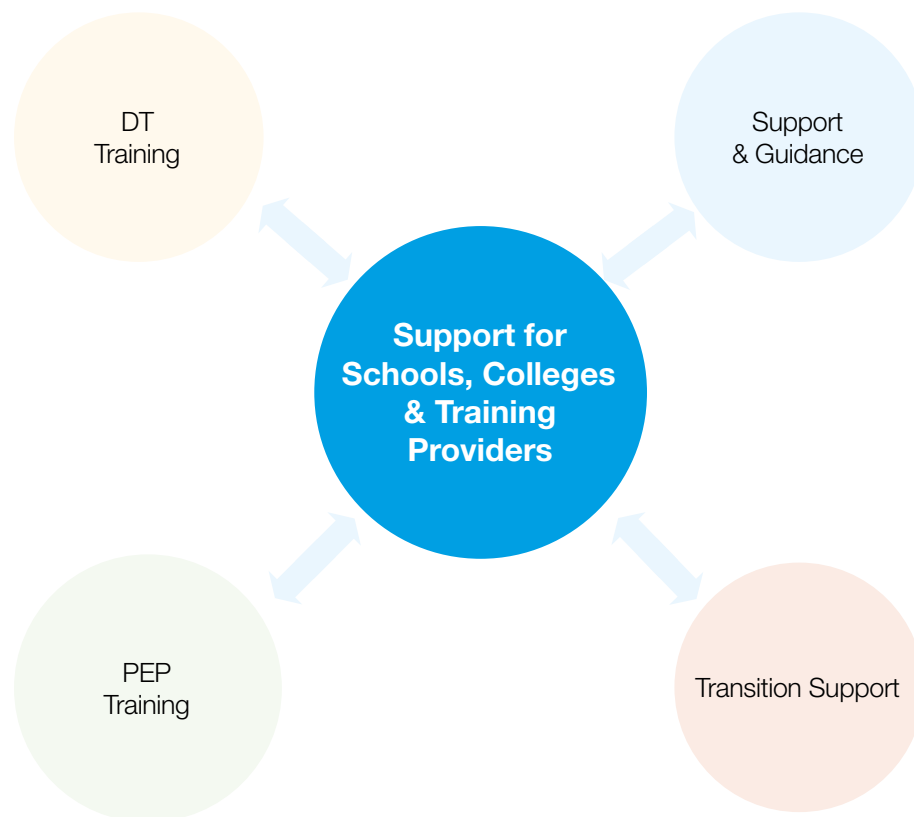 DT
Training
Support
& Guidance
Support for
Schools, Colleges
& Training
Providers
PEP
Training
Transition Support